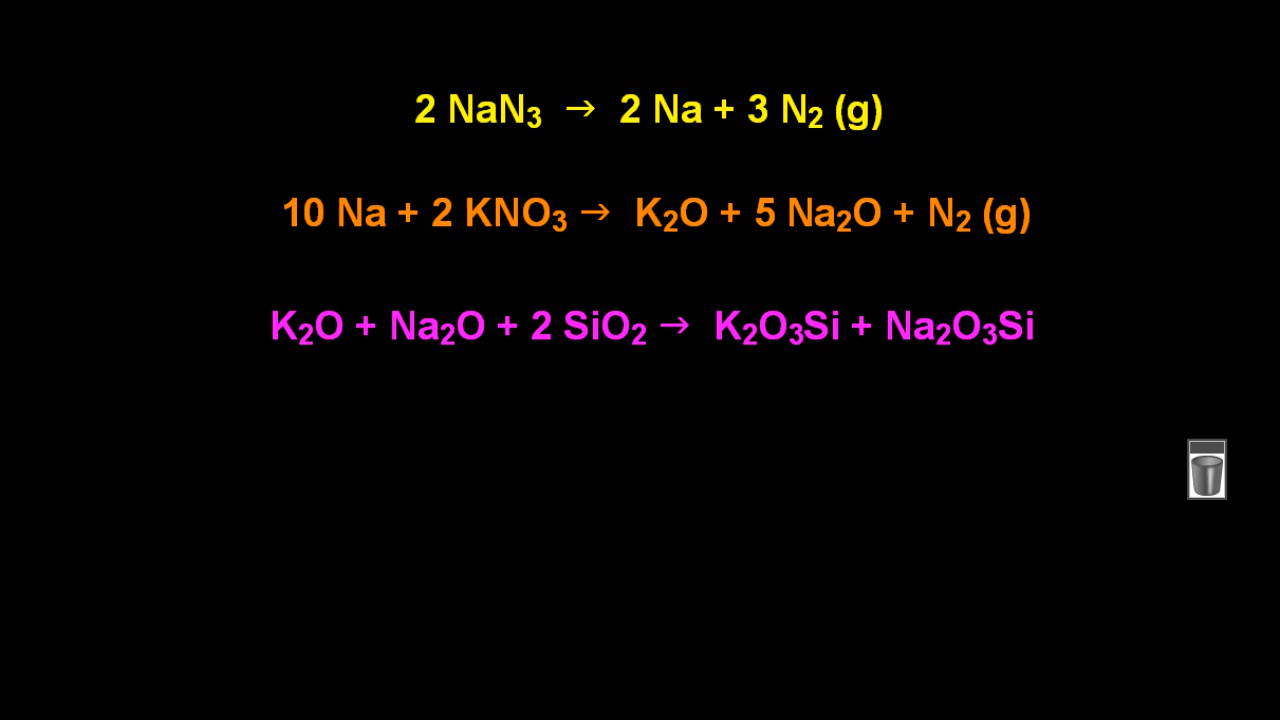 2 NaN₃ → 2 Na + 3 N₂ (g)
10 Na + 2 KNO₃ → K₂O + 5 Na₂O + N₂ (g)
K₂O + Na₂O + 2 SiO₂ → K₂O₃Si + Na₂O₃Si